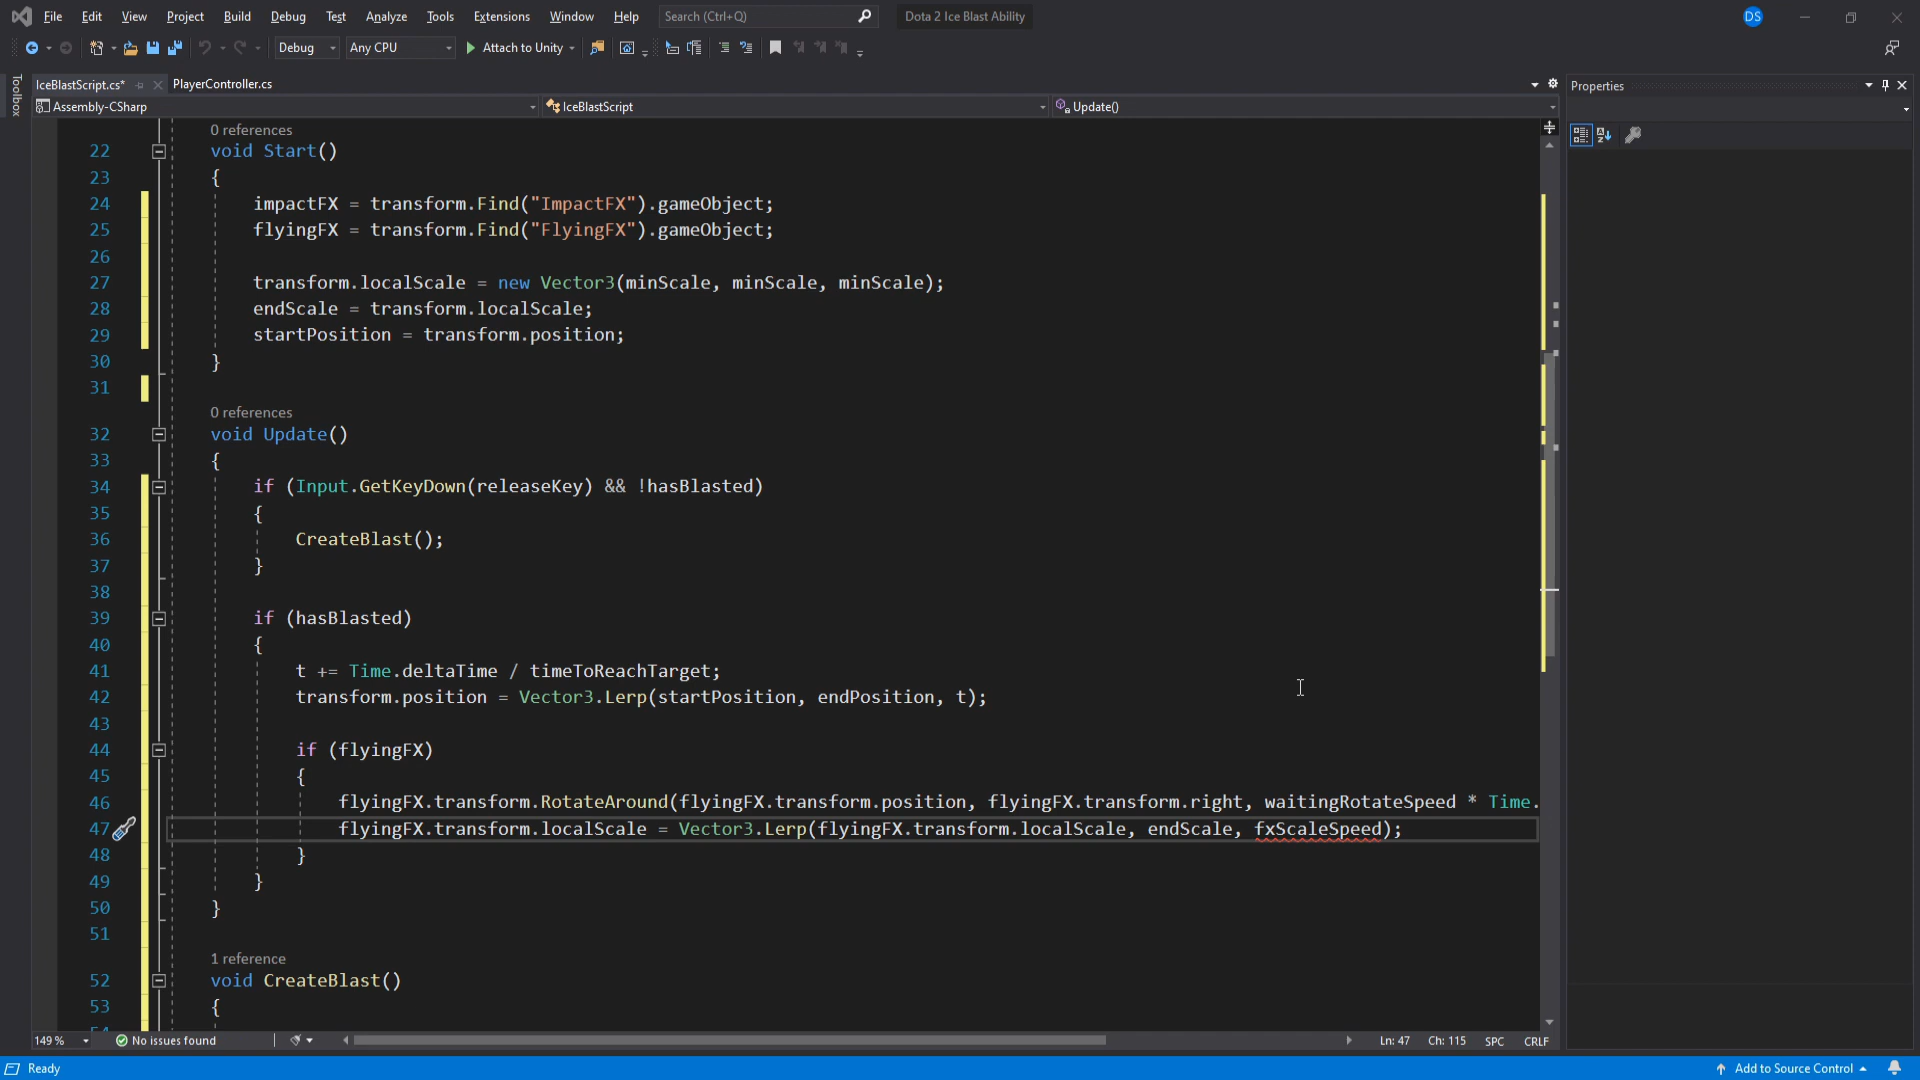 File Edit View Project Build Debug Test Analyze Tools Extensions Window Help Search (Ctrl+Q) Dota 2 Ice Blast Ability DS
Debug Any CPU Attach to Unity
Toolbox
IceBlastScript.cs* PlayerController.cs
Properties
Assembly-CSharp IceBlastScript Update()
0 references
22 void Start()
23 {
24 impactFX = transform.Find("ImpactFX").gameObject;
25 flyingFX = transform.Find("FlyingFX").gameObject;
26
27 transform.localScale = new Vector3(minScale, minScale, minScale);
28 endScale = transform.localScale;
29 startPosition = transform.position;
30 }
31
0 references
32 void Update()
33 {
34 if (Input.GetKeyDown(releaseKey) && !hasBlasted)
35 {
36 CreateBlast();
37 }
38
39 if (hasBlasted)
40 {
41 t += Time.deltaTime / timeToReachTarget;
42 transform.position = Vector3.Lerp(startPosition, endPosition, t);
43
44 if (flyingFX)
45 {
46 flyingFX.transform.RotateAround(flyingFX.transform.position, flyingFX.transform.right, waitingRotateSpeed * Time.
47 flyingFX.transform.localScale = Vector3.Lerp(flyingFX.transform.localScale, endScale, fxScaleSpeed);
48 }
49 }
50 }
51
1 reference
52 void CreateBlast()
53 {
149 % No issues found Ln: 47 Ch: 115 SPC CRLF
Ready Add to Source Control